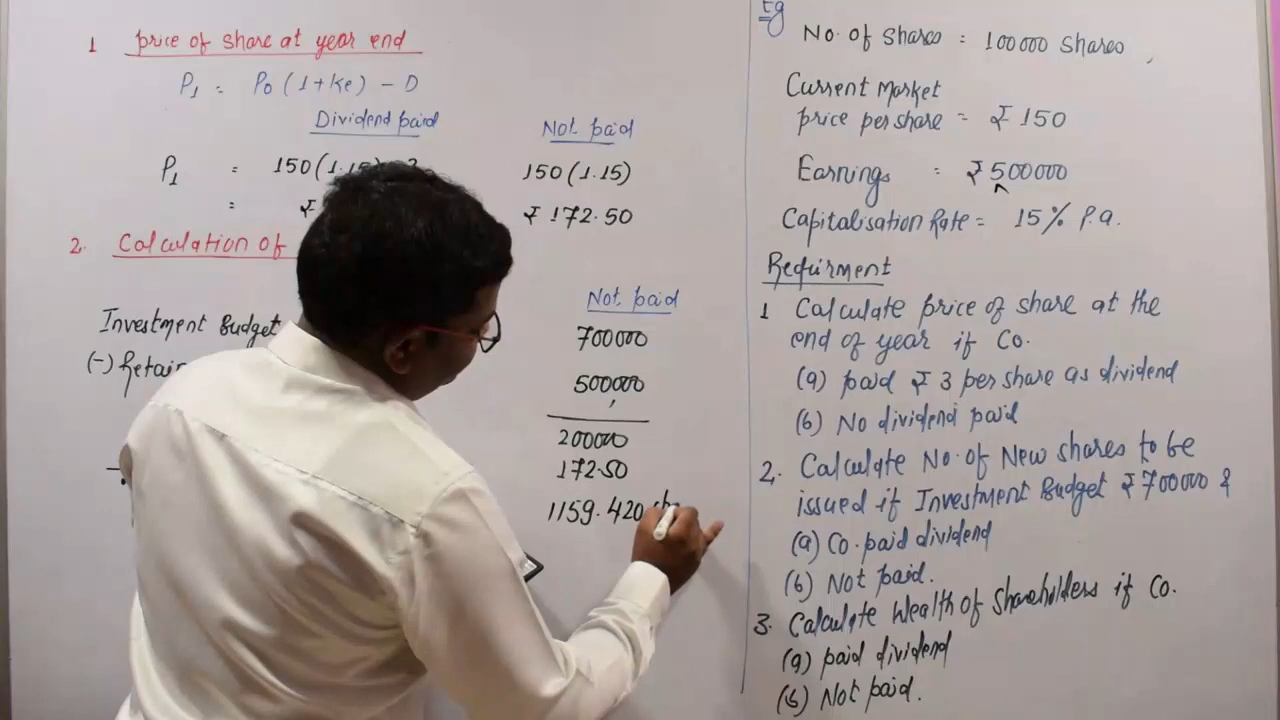 1 price of share at year end
P1 = P0 (1+ke) - D
Dividend paid
Not paid
P1 = 150 (1.15)
150 (1.15)
= ₹
₹ 172.50
2. Calculation of
Not paid
Investment Budget
700000
(-) Retai
500000
200000
172.50
1159.420
Eg
No. of Shares = 100000 Shares
Current Market
price per share = ₹ 150
Earnings = ₹ 500000
Capitalisation Rate = 15% P.a.
Requirment
1 Calculate price of share at the
end of year if Co.
(a) paid ₹ 3 per share as dividend
(b) No dividend paid
2. Calculate No. of New shares to be
issued if Investment Budget ₹ 700000 &
(a) Co. paid dividend
(b) Not paid.
3. Calculate Wealth of Shareholders if Co.
(a) paid dividend
(b) Not paid.